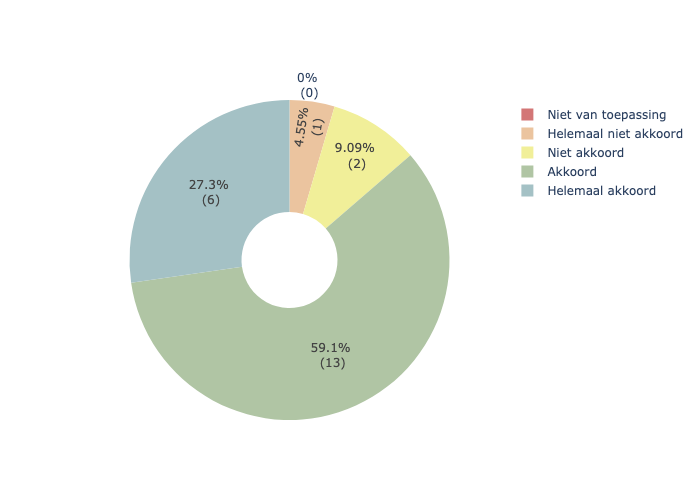 0%
(0)
4.55%
(1)
9.09%
(2)
27.3%
(6)
59.1%
(13)
Niet van toepassing
Helemaal niet akkoord
Niet akkoord
Akkoord
Helemaal akkoord